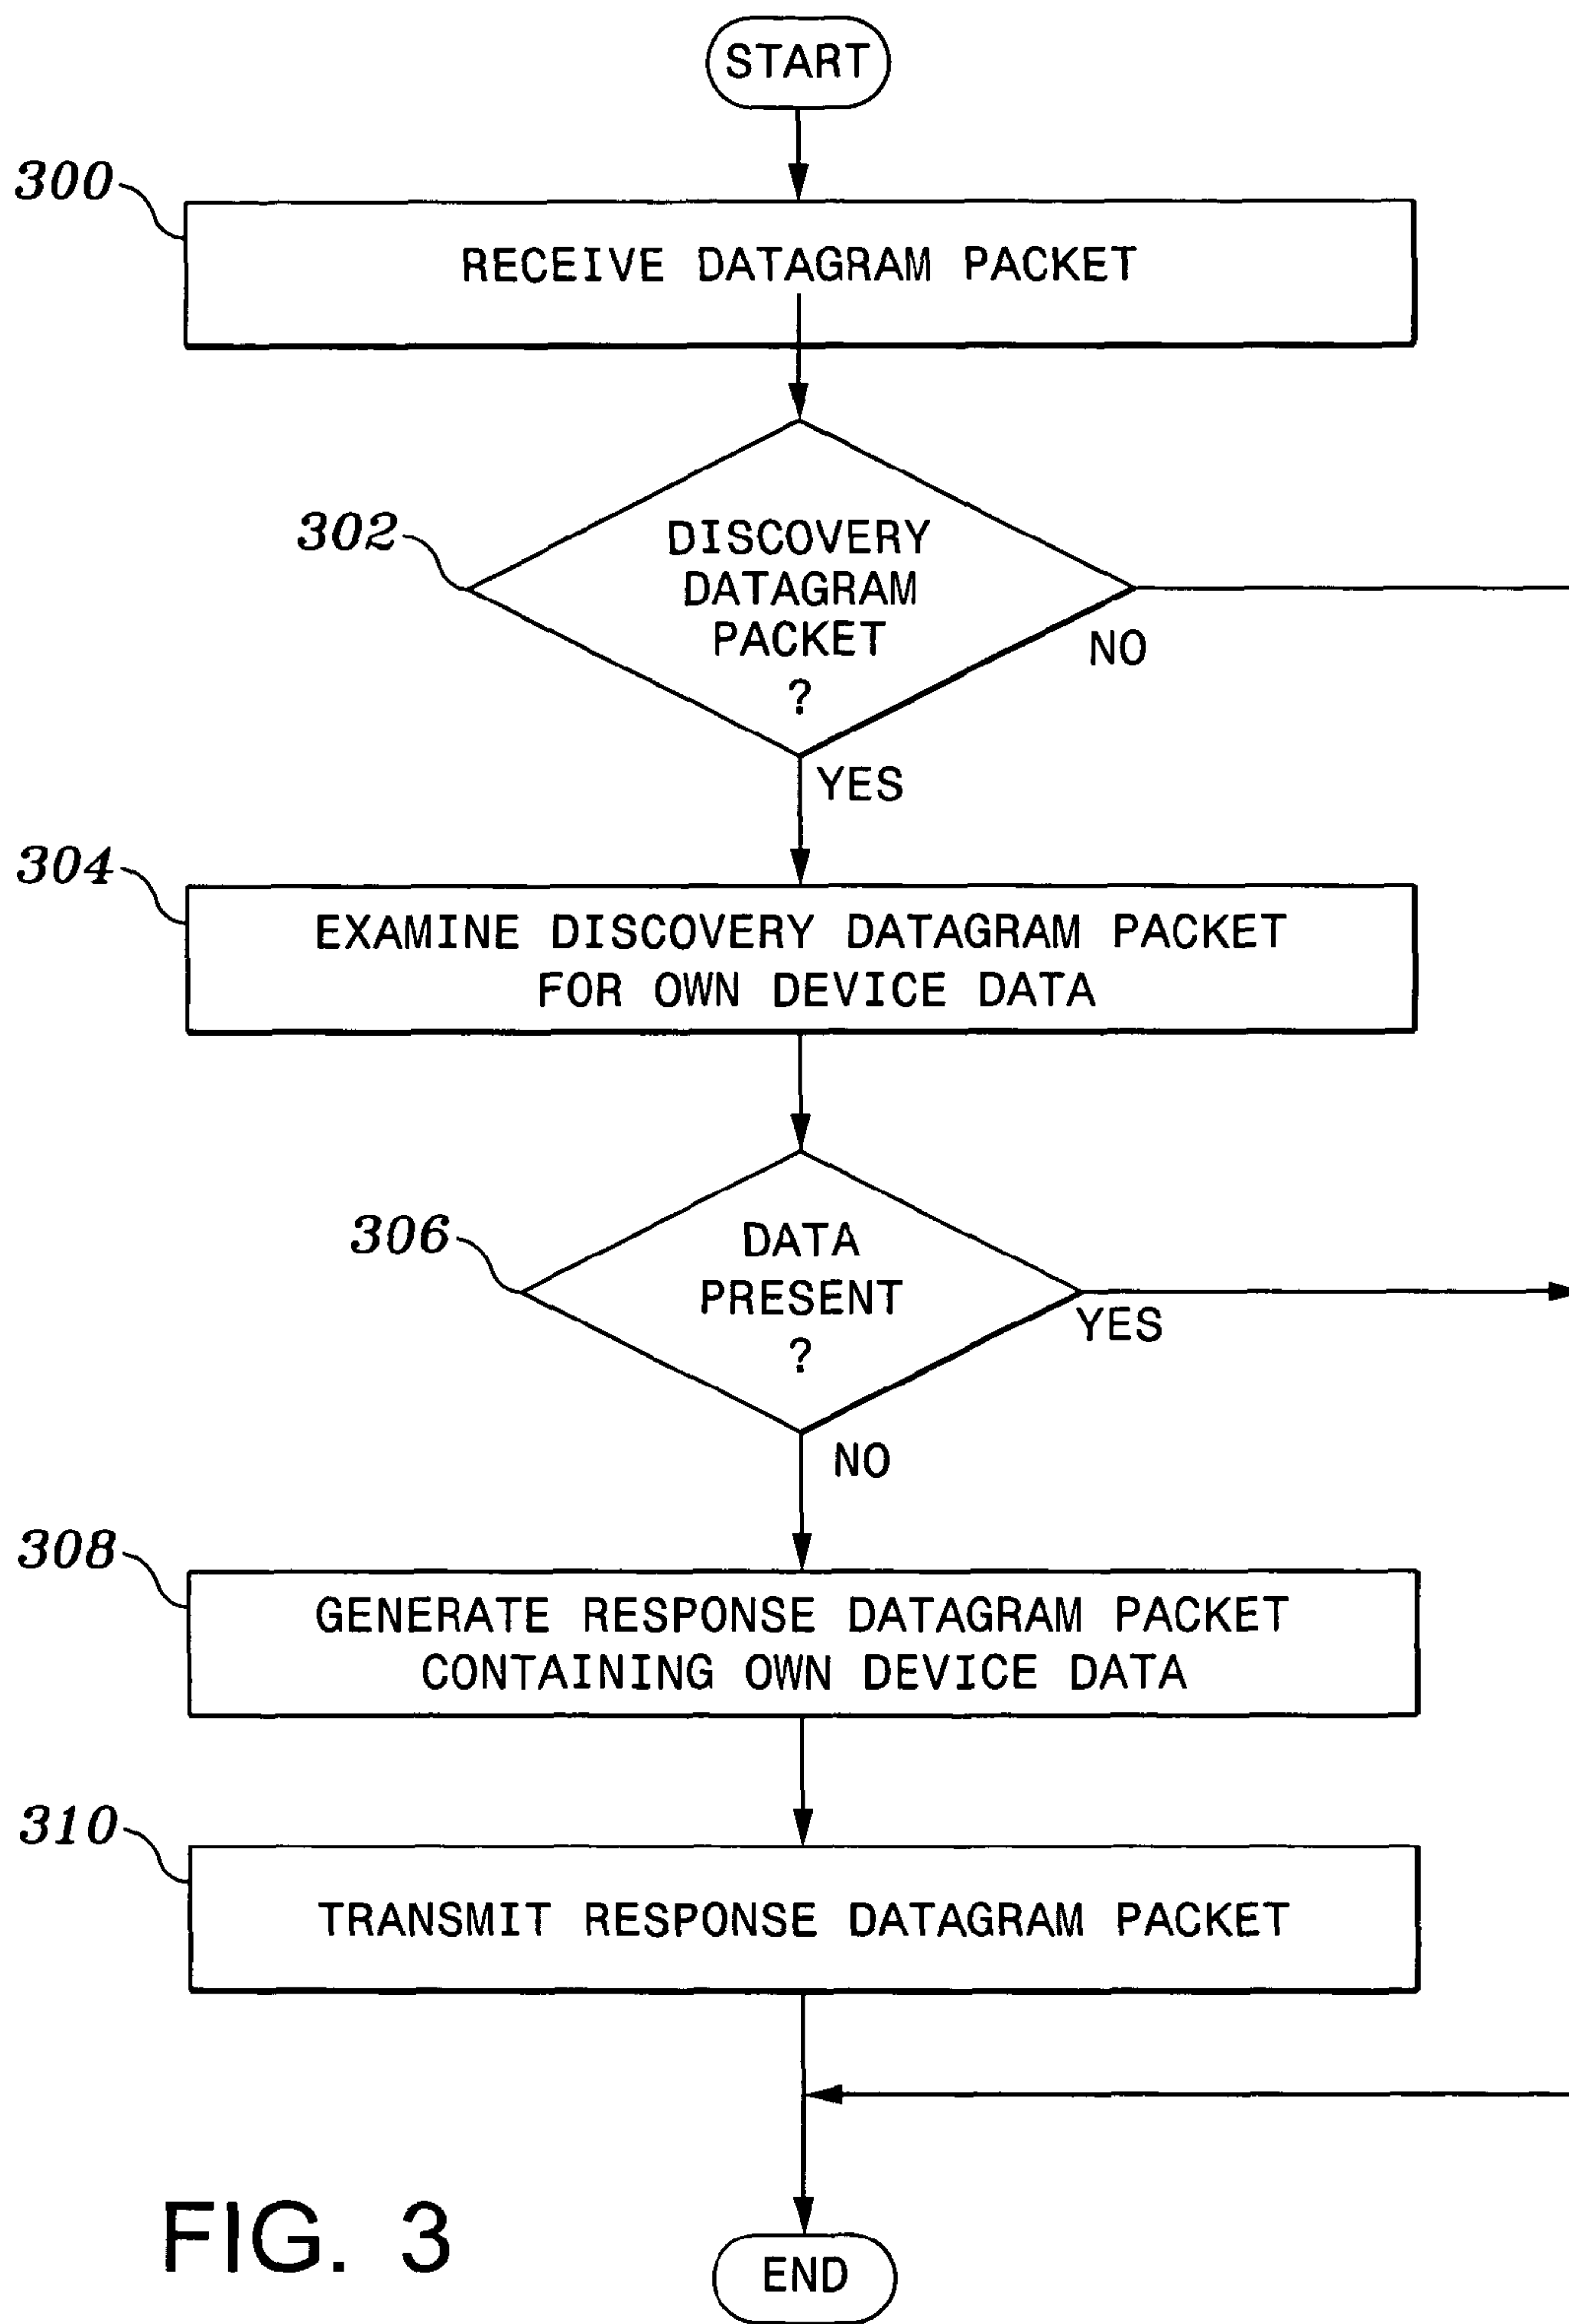 START
300
RECEIVE DATAGRAM PACKET
302
DISCOVERY
DATAGRAM
PACKET
?
NO
YES
304
EXAMINE DISCOVERY DATAGRAM PACKET
FOR OWN DEVICE DATA
306
DATA
PRESENT
?
YES
NO
308
GENERATE RESPONSE DATAGRAM PACKET
CONTAINING OWN DEVICE DATA
310
TRANSMIT RESPONSE DATAGRAM PACKET
FIG. 3
END